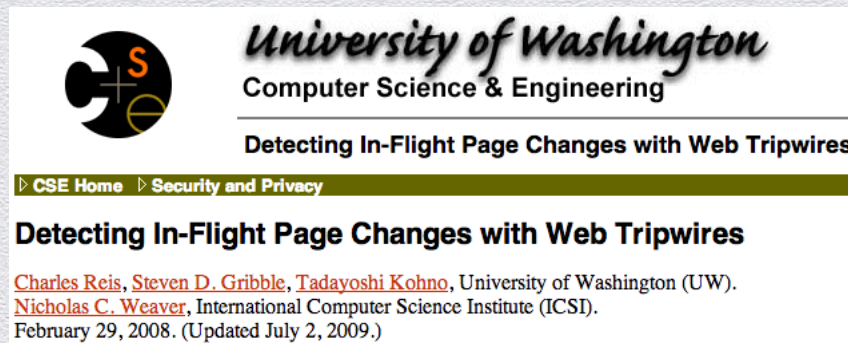 C+se
University of Washington
Computer Science & Engineering
Detecting In-Flight Page Changes with Web Tripwires
CSE Home Security and Privacy
Detecting In-Flight Page Changes with Web Tripwires
Charles Reis, Steven D. Gribble, Tadayoshi Kohno, University of Washington (UW).
Nicholas C. Weaver, International Computer Science Institute (ICSI).
February 29, 2008. (Updated July 2, 2009.)